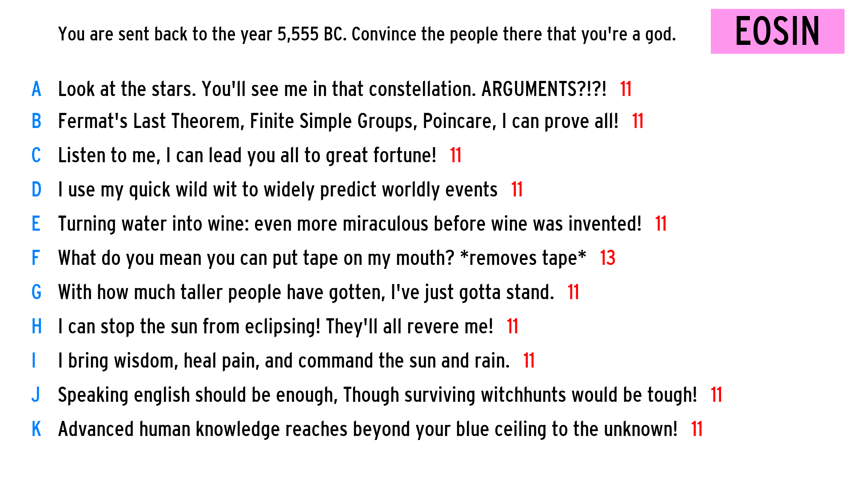 You are sent back to the year 5,555 BC. Convince the people there that you're a god.
EOSIN
A Look at the stars. You'll see me in that constellation. ARGUMENTS?!?! 11
B Fermat's Last Theorem, Finite Simple Groups, Poincare, I can prove all! 11
C Listen to me, I can lead you all to great fortune! 11
D I use my quick wild wit to widely predict worldly events 11
E Turning water into wine: even more miraculous before wine was invented! 11
F What do you mean you can put tape on my mouth? *removes tape* 13
G With how much taller people have gotten, I've just gotta stand. 11
H I can stop the sun from eclipsing! They'll all revere me! 11
I I bring wisdom, heal pain, and command the sun and rain. 11
J Speaking english should be enough, Though surviving witchhunts would be tough! 11
K Advanced human knowledge reaches beyond your blue ceiling to the unknown! 11